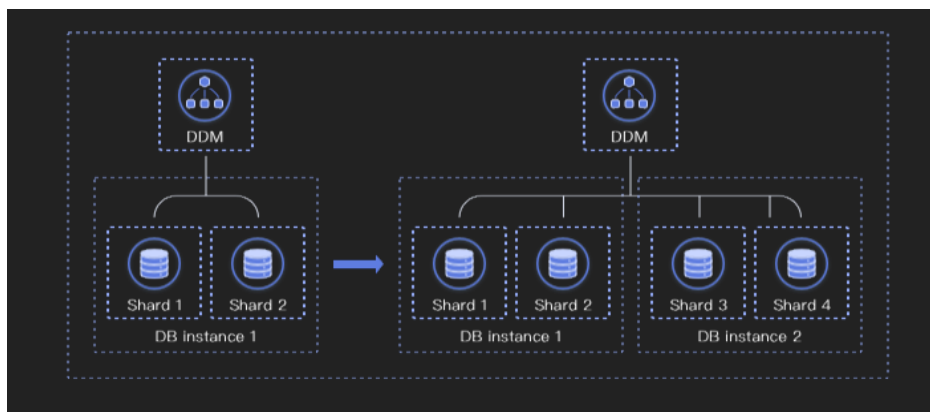 DDM
DDM
Shard 1
Shard 2
DB instance 1
Shard 1
Shard 2
DB instance 1
Shard 3
Shard 4
DB instance 2